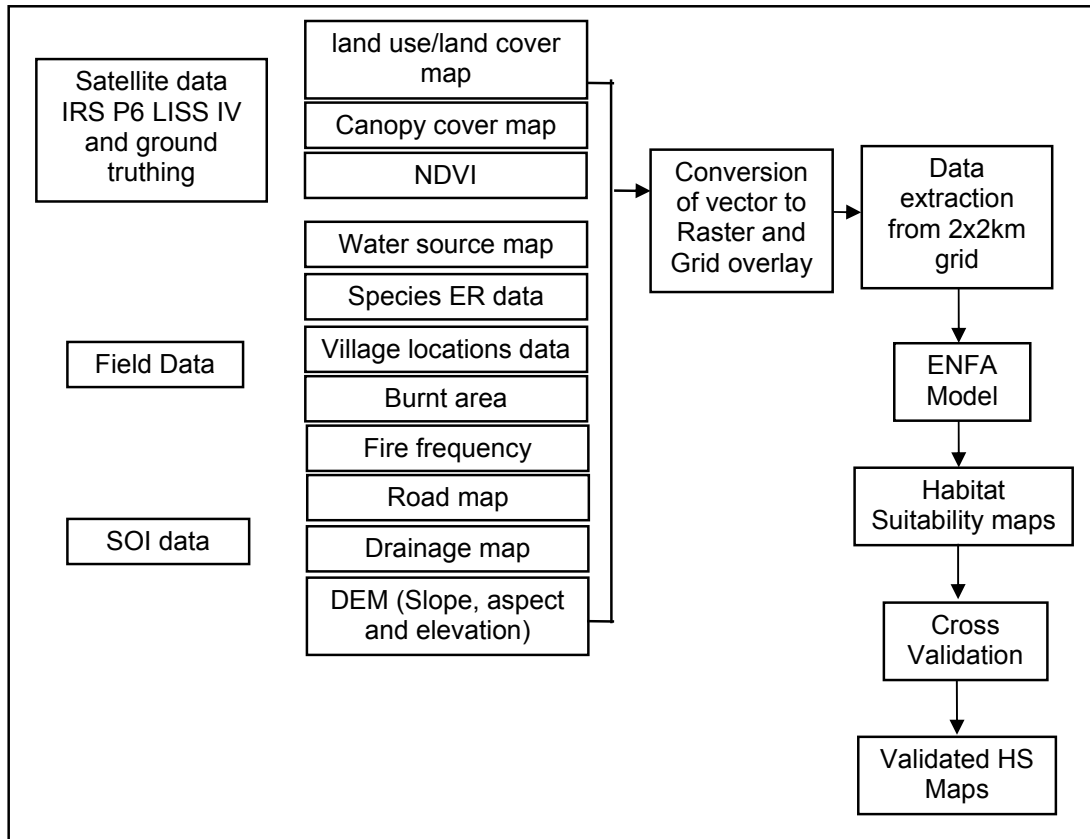 Satellite data
IRS P6 LISS IV
and ground
truthing
Field Data
SOI data
land use/land cover
map
Canopy cover map
NDVI
Water source map
Species ER data
Village locations data
Burnt area
Fire frequency
Road map
Drainage map
DEM (Slope, aspect
and elevation)
Conversion
of vector to
Raster and
Grid overlay
Data
extraction
from 2x2km
grid
ENFA
Model
Habitat
Suitability maps
Cross
Validation
Validated HS
Maps